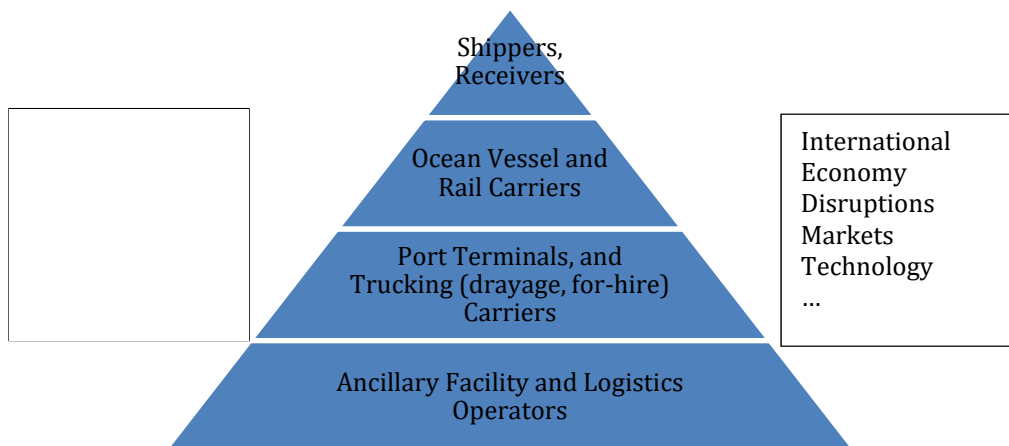 Shippers,
Receivers
Ocean Vessel and
Rail Carriers
Port Terminals, and
Trucking (drayage, for-hire)
Carriers
Ancillary Facility and Logistics
Operators
International
Economy
Disruptions
Markets
Technology
…